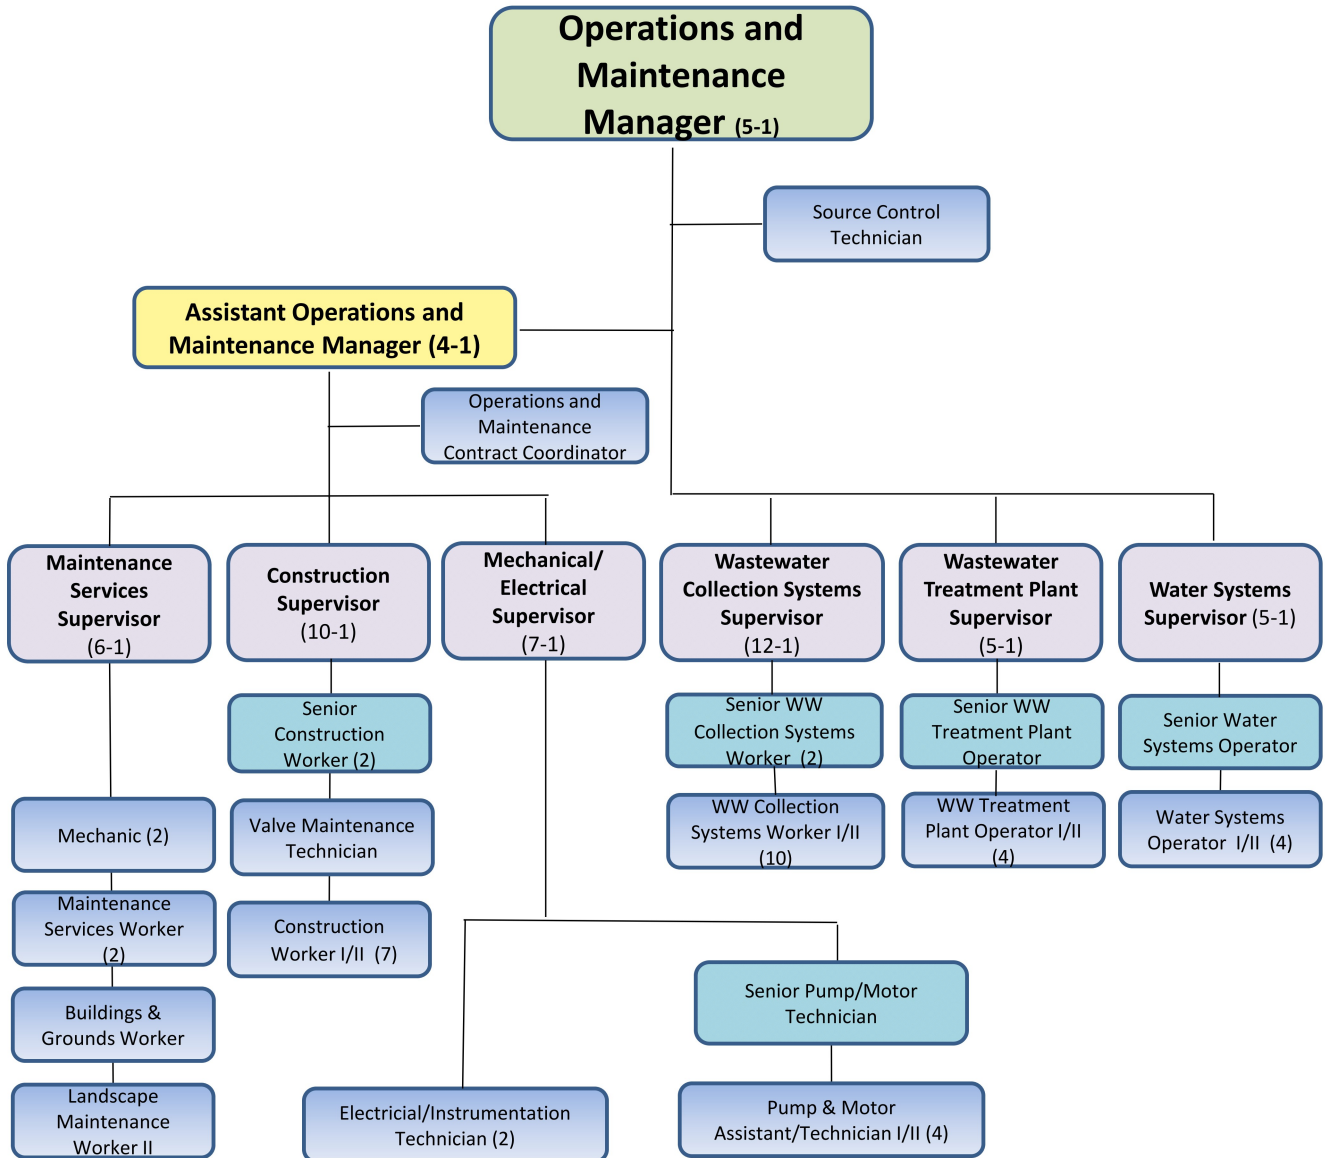 Operations and
Maintenance
Manager (5-1)
Source Control
Technician
Assistant Operations and
Maintenance Manager (4-1)
Operations and
Maintenance
Contract Coordinator
Maintenance
Services
Supervisor
(6-1)
Construction
Supervisor
(10-1)
Mechanical/
Electrical
Supervisor
(7-1)
Wastewater
Collection Systems
Supervisor
(12-1)
Wastewater
Treatment Plant
Supervisor
(5-1)
Water Systems
Supervisor (5-1)
Senior
Construction
Worker (2)
Senior WW
Collection Systems
Worker (2)
Senior WW
Treatment Plant
Operator
Senior Water
Systems Operator
Mechanic (2)
Valve Maintenance
Technician
WW Collection
Systems Worker I/II
(10)
WW Treatment
Plant Operator I/II
(4)
Water Systems
Operator I/II (4)
Maintenance
Services Worker
(2)
Construction
Worker I/II (7)
Buildings &
Grounds Worker
Senior Pump/Motor
Technician
Landscape
Maintenance
Worker II
Electricial/Instrumentation
Technician (2)
Pump & Motor
Assistant/Technician I/II (4)